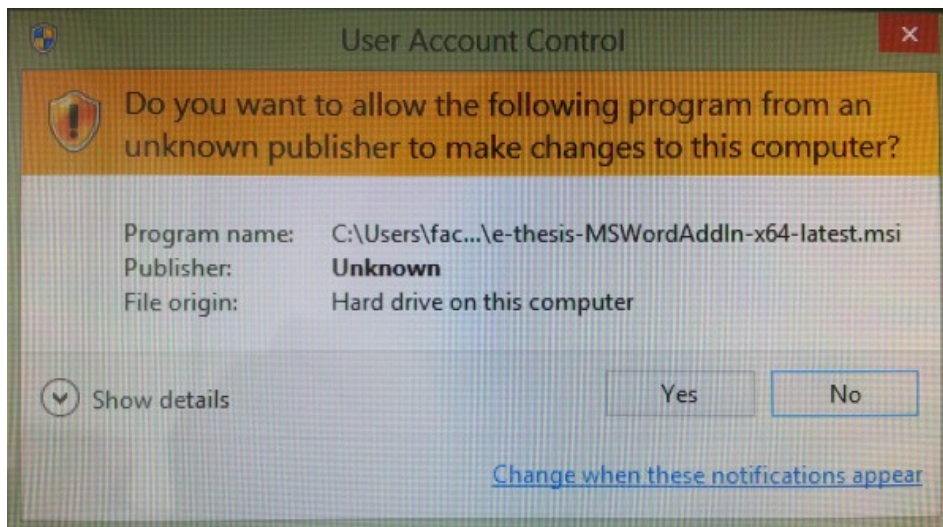 User Account Control
Do you want to allow the following program from an
unknown publisher to make changes to this computer?
Program name: C:\Users\fac...\e-thesis-MSWordAddIn-x64-latest.msi
Publisher: Unknown
File origin: Hard drive on this computer
Show details
Yes No
Change when these notifications appear